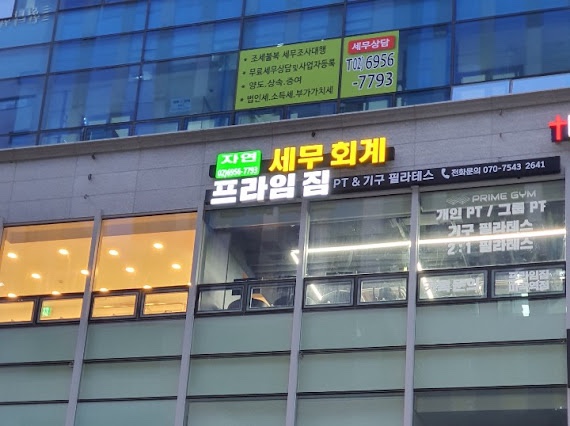 • 조세불복 세무조사대행
• 무료세무상담및사업자등록
• 양도.상속.증여
• 법인세.소득세.부가가치세
세무상담
T.02)6956
-7793
자연
02)6956-7793
세무회계
프라임 짐 PT & 기구 필라테스 전화문의 070-7543 2641
PRIME GYM
개인 PT / 그룹 PT
기구 필라테스
2:1 필라테스